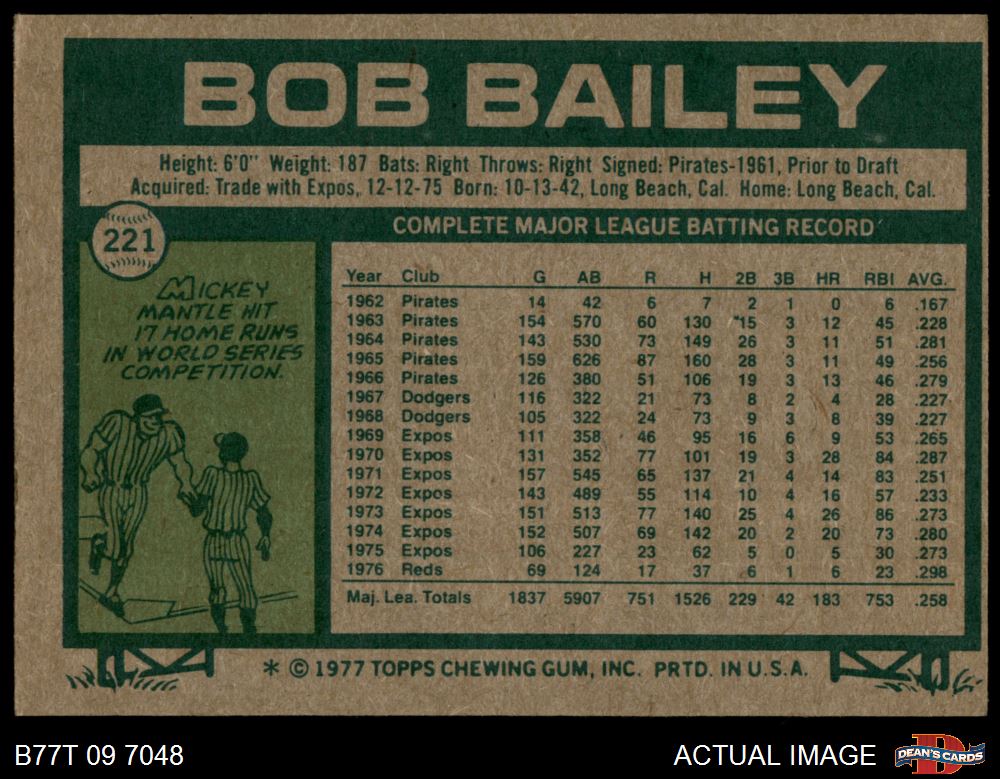 BOB BAILEY
Height: 6'0" Weight: 187 Bats: Right Throws: Right Signed: Pirates-1961, Prior to Draft
Acquired: Trade with Expos, 12-12-75 Born: 10-13-42, Long Beach, Cal. Home: Long Beach, Cal.
221
MICKEY
MANTLE HIT
17 HOME RUNS
IN WORLD SERIES
COMPETITION.
COMPLETE MAJOR LEAGUE BATTING RECORD
Year Club G AB R H 2B 3B HR RBI AVG.
1962 Pirates 14 42 6 7 2 1 0 6 .167
1963 Pirates 154 570 60 130 15 3 12 45 .228
1964 Pirates 143 530 73 149 26 3 11 51 .281
1965 Pirates 159 626 87 160 28 3 11 49 .256
1966 Pirates 126 380 51 106 19 3 13 46 .279
1967 Dodgers 116 322 21 73 8 2 4 28 .227
1968 Dodgers 105 322 24 73 9 3 8 39 .227
1969 Expos 111 358 46 95 16 6 9 53 .265
1970 Expos 131 352 77 101 19 3 28 84 .287
1971 Expos 157 545 65 137 21 4 14 83 .251
1972 Expos 143 489 55 114 10 4 16 57 .233
1973 Expos 151 513 77 140 25 4 26 86 .273
1974 Expos 152 507 69 142 20 2 20 73 .280
1975 Expos 106 227 23 62 5 0 5 30 .273
1976 Reds 69 124 17 37 6 1 6 23 .298
Maj. Lea. Totals 1837 5907 751 1526 229 42 183 753 .258
* © 1977 TOPPS CHEWING GUM, INC. PRTD. IN U.S.A.
B77T 09 7048
ACTUAL IMAGE
DEAN'S CARDS